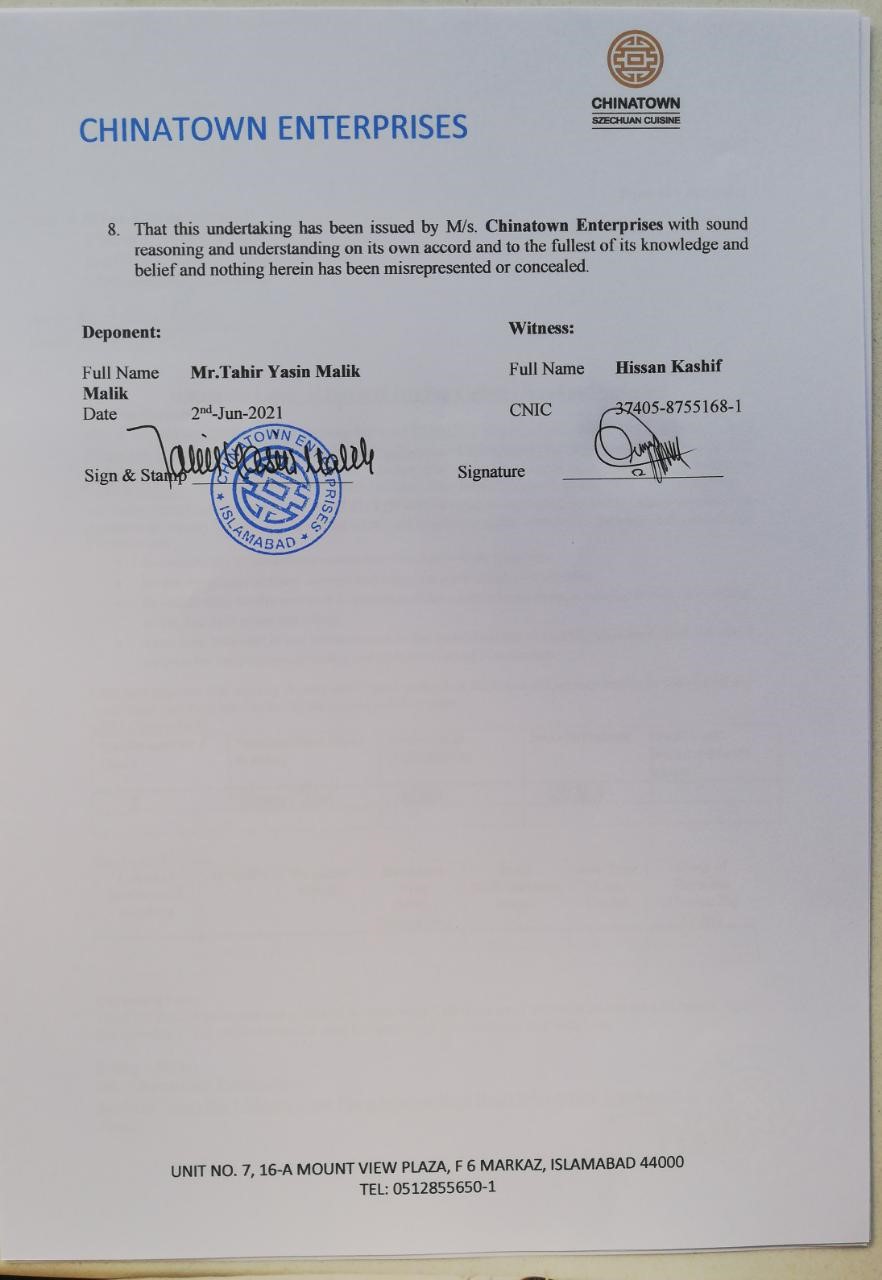 CHINATOWN
SZECHUAN CUISINE
CHINATOWN ENTERPRISES
8. That this undertaking has been issued by M/s. Chinatown Enterprises with sound
reasoning and understanding on its own accord and to the fullest of its knowledge and
belief and nothing herein has been misrepresented or concealed.
Deponent:
Full Name Mr.Tahir Yasin Malik
Malik
Date 2nd-Jun-2021
Sign & Stamp Tahir Yasin Malik
CHINATOWN ENTERPRISES
★ ISLAMABAD ★
Witness:
Full Name Hissan Kashif
CNIC 37405-8755168-1
Signature
UNIT NO. 7, 16-A MOUNT VIEW PLAZA, F 6 MARKAZ, ISLAMABAD 44000
TEL: 0512855650-1